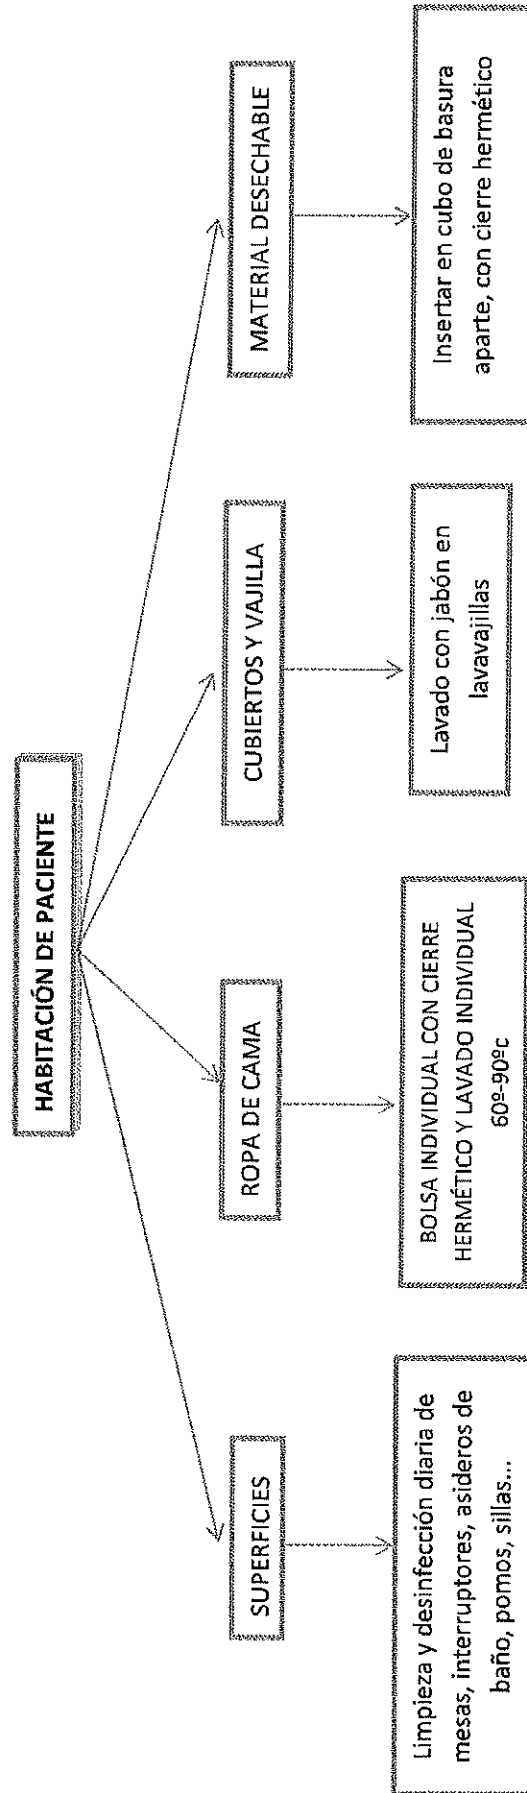 HABITACIÓN DE PACIENTE
SUPERFICIES
Limpieza y desinfección diaria de
mesas, interruptores, asideros de
baño, pomos, sillas...
ROPA DE CAMA
BOLSA INDIVIDUAL CON CIERRE
HERMÉTICO Y LAVADO INDIVIDUAL
60º-90ºc
CUBIERTOS Y VAJILLA
Lavado con jabón en
lavavajillas
MATERIAL DESECHABLE
Insertar en cubo de basura
aparte, con cierre hermético